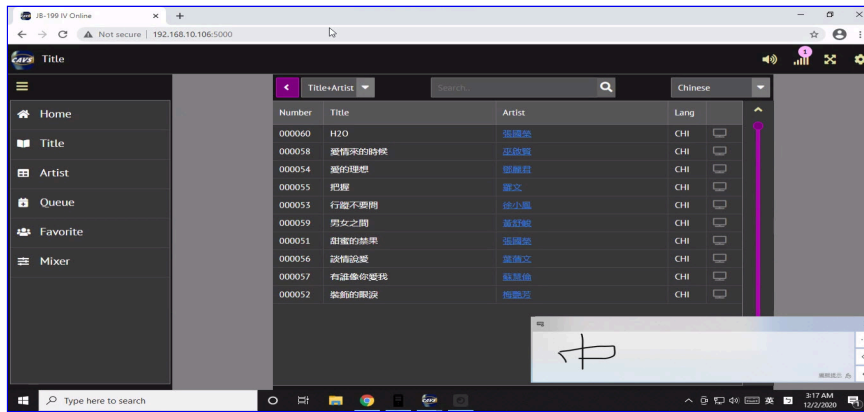 JB-199 IV Online
Not secure | 192.168.10.106:5000
CAVS Title
1
Title+Artist
Search..
Chinese
Home
Title
Artist
Queue
Favorite
Mixer
Number Title Artist Lang
000060 H2O 張國榮 CHI
000058 愛情來的時候 巫啟賢 CHI
000054 愛的理想 鄧麗君 CHI
000055 把握 羅文 CHI
000053 行蹤不要問 徐小鳳 CHI
000059 男女之間 黃舒駿 CHI
000051 甜蜜的禁果 張國榮 CHI
000056 談情說愛 葉蒨文 CHI
000057 有誰像你愛我 蘇慧倫 CHI
000052 裝飾的眼淚 梅艷芳 CHI
中
Type here to search
CAVS
英
3:17 AM
12/2/2020